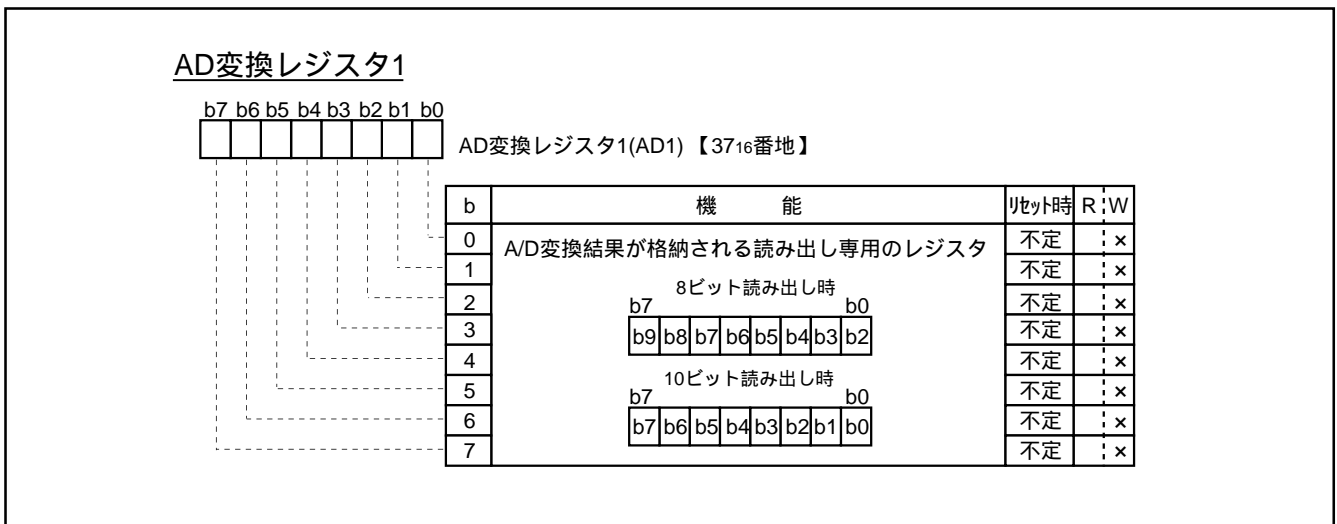 AD変換レジスタ1
b7 b6 b5 b4 b3 b2 b1 b0
AD変換レジスタ1(AD1)【3716番地】
b 機 能 リセット時 R W
0 A/D変換結果が格納される読み出し専用のレジスタ 不定 ×
1 不定 ×
8ビット読み出し時
2 b7 b0 不定 ×
3 b9 b8 b7 b6 b5 b4 b3 b2 不定 ×
4 不定 ×
10ビット読み出し時
5 b7 b0 不定 ×
6 b7 b6 b5 b4 b3 b2 b1 b0 不定 ×
7 不定 ×